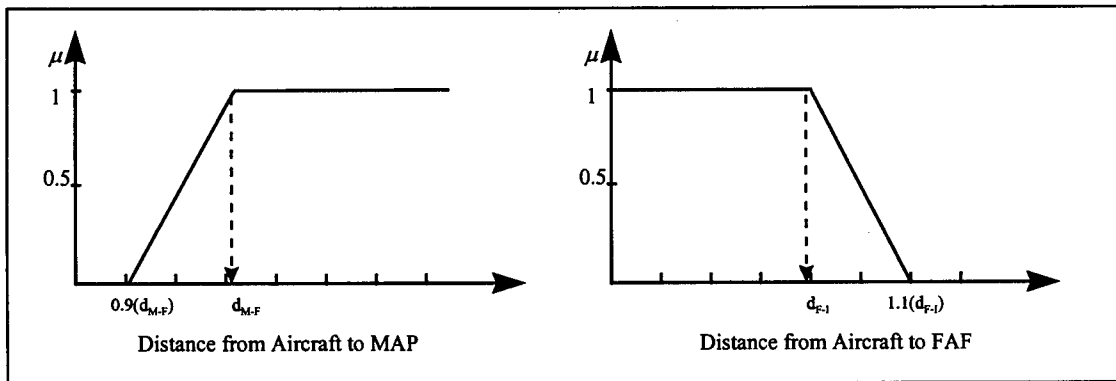 μ
1
0.5
0.9(d_M-F)
d_M-F
Distance from Aircraft to MAP
μ
1
0.5
d_F-I
1.1(d_F-I)
Distance from Aircraft to FAF